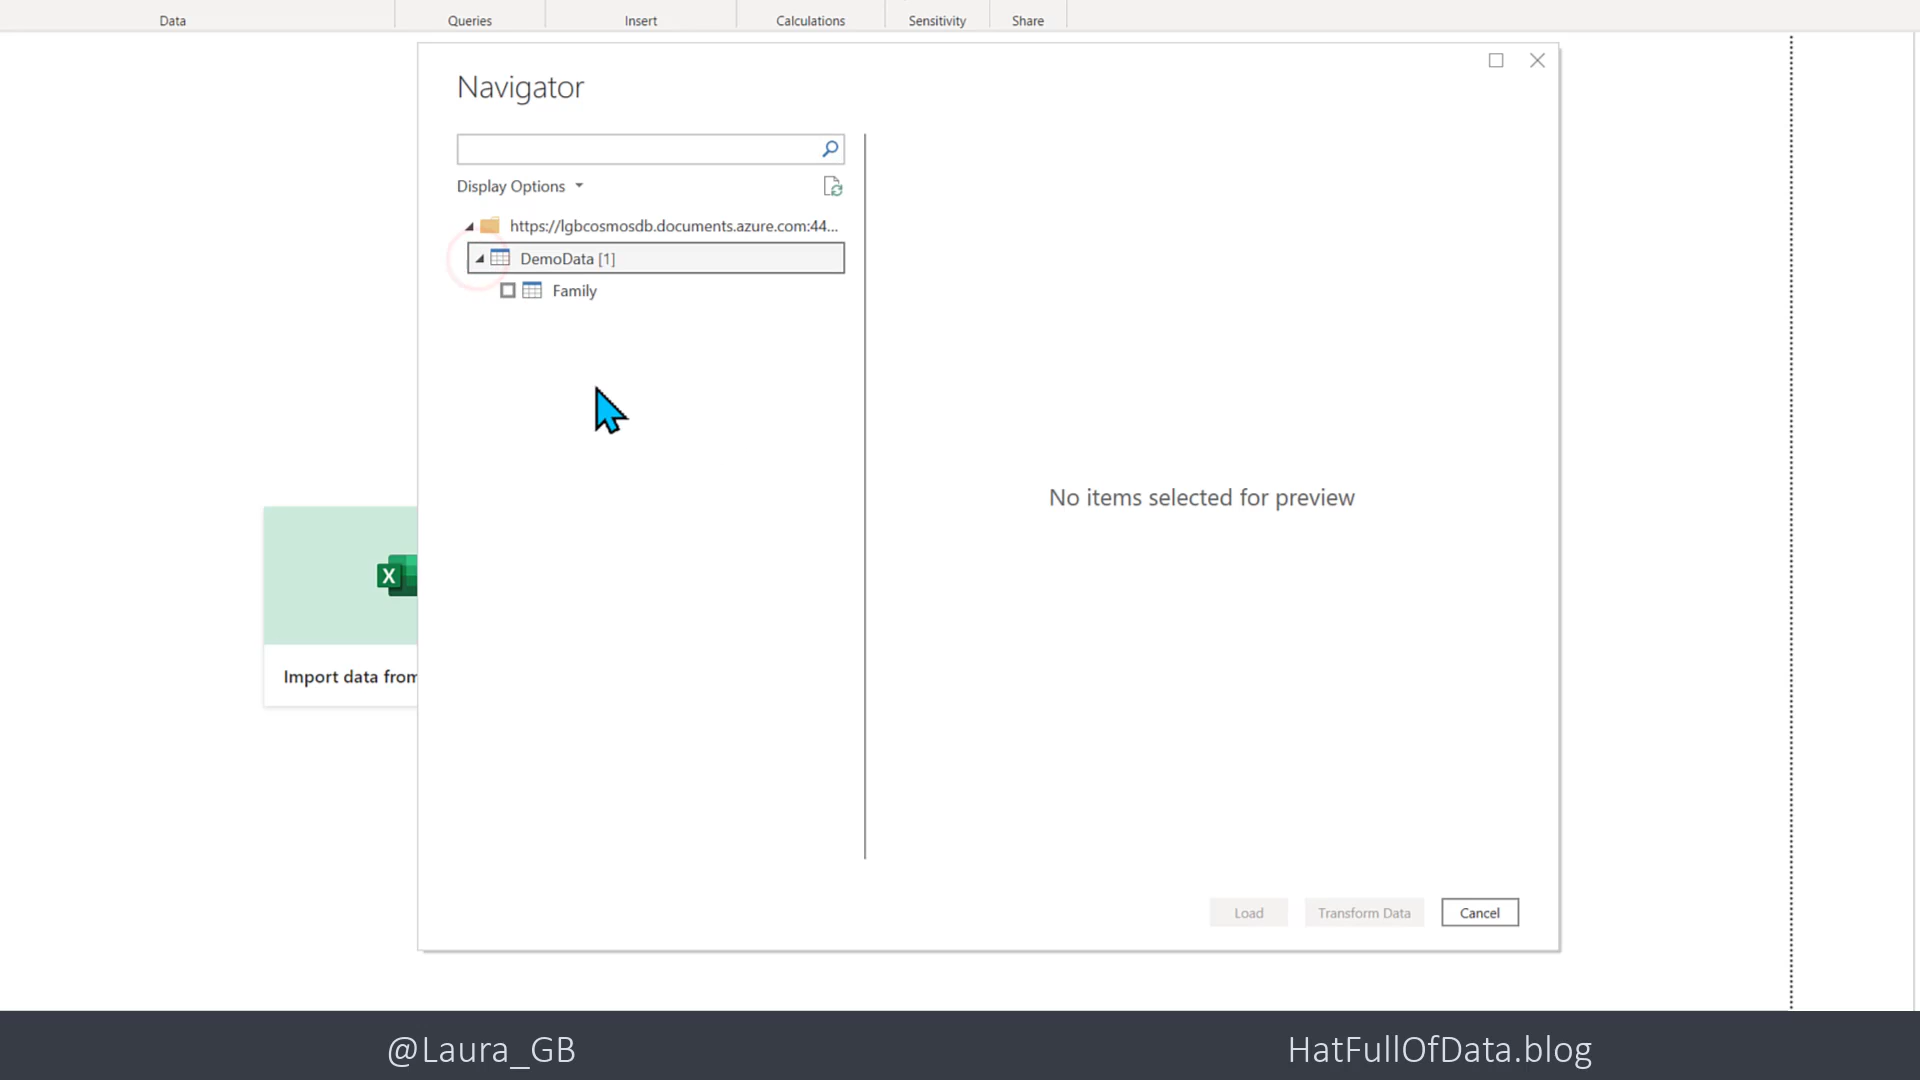 Data
Queries
Insert
Calculations
Sensitivity
Share
Navigator
Display Options
https://lgbcosmosdb.documents.azure.com:44...
DemoData [1]
Family
No items selected for preview
X
Import data from
Load
Transform Data
Cancel
@Laura_GB
HatFullOfData.blog